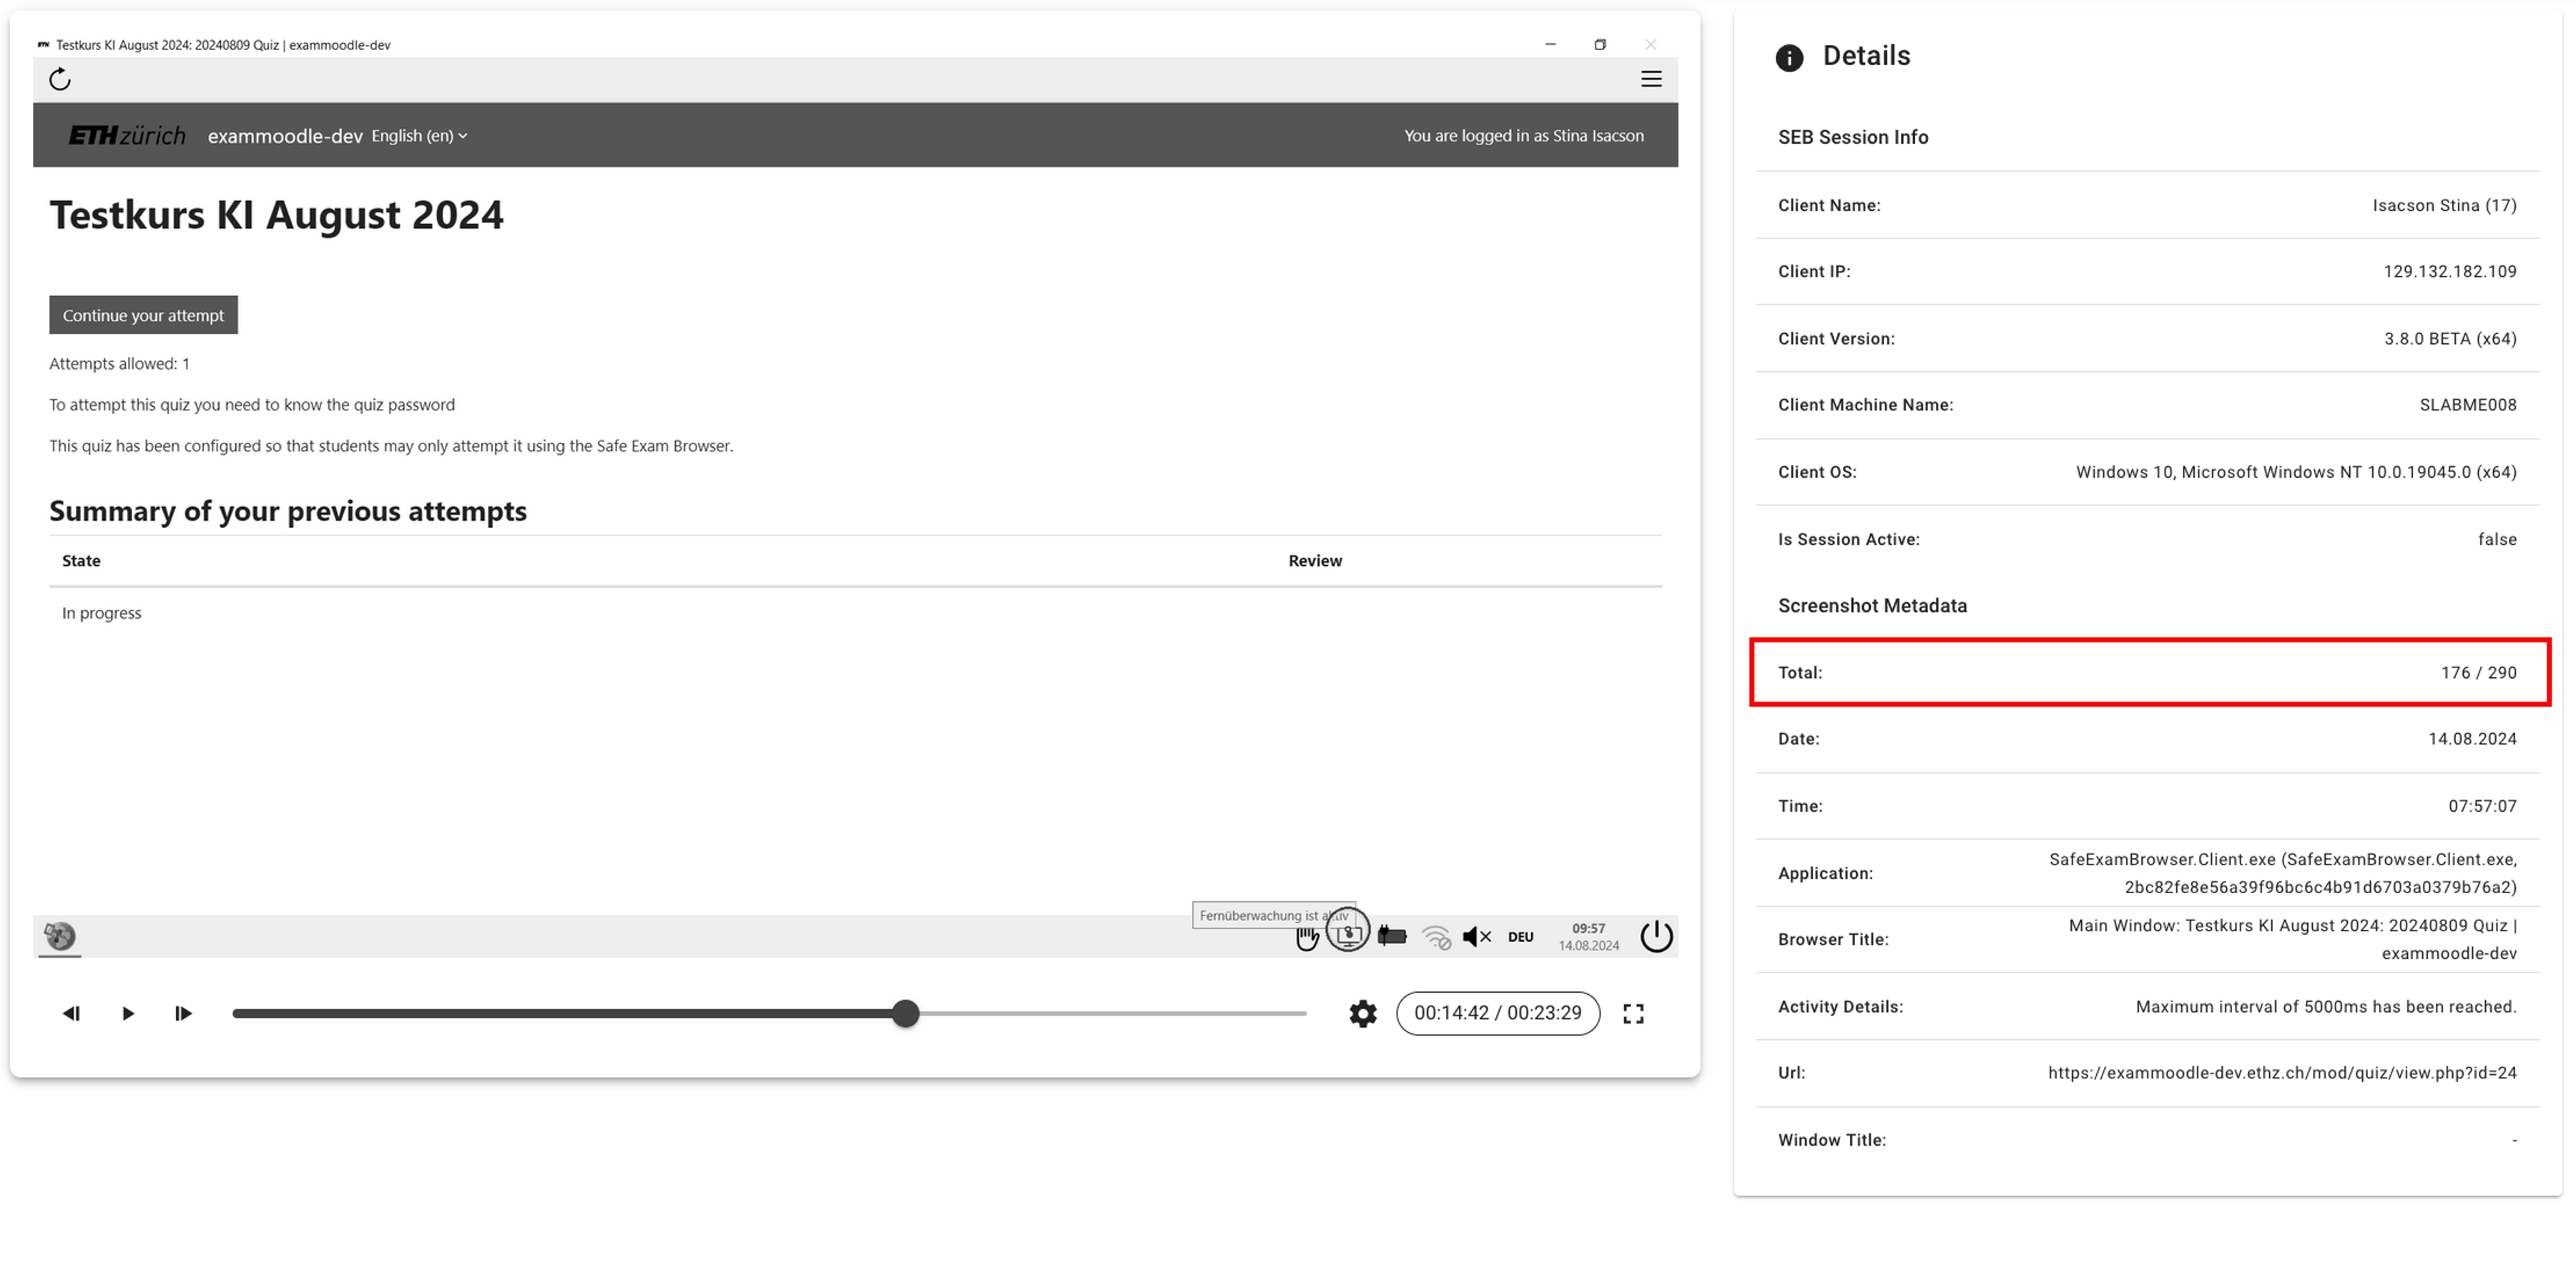 ETH Testkurs KI August 2024: 20240809 Quiz | exammoodle-dev
ETH zürich exammoodle-dev English (en) You are logged in as Stina Isacson
Testkurs KI August 2024
Continue your attempt
Attempts allowed: 1
To attempt this quiz you need to know the quiz password
This quiz has been configured so that students may only attempt it using the Safe Exam Browser.
Summary of your previous attempts
State Review
In progress
Fernüberwachung ist aktiv
DEU
09:57
14.08.2024
00:14:42 / 00:23:29
Details
SEB Session Info
Client Name: Isacson Stina (17)
Client IP: 129.132.182.109
Client Version: 3.8.0 BETA (x64)
Client Machine Name: SLABME008
Client OS: Windows 10, Microsoft Windows NT 10.0.19045.0 (x64)
Is Session Active: false
Screenshot Metadata
Total: 176 / 290
Date: 14.08.2024
Time: 07:57:07
Application: SafeExamBrowser.Client.exe (SafeExamBrowser.Client.exe,
2bc82fe8e56a39f96bc6c4b91d6703a0379b76a2)
Browser Title: Main Window: Testkurs KI August 2024: 20240809 Quiz |
exammoodle-dev
Activity Details: Maximum interval of 5000ms has been reached.
Url: https://exammoodle-dev.ethz.ch/mod/quiz/view.php?id=24
Window Title: -